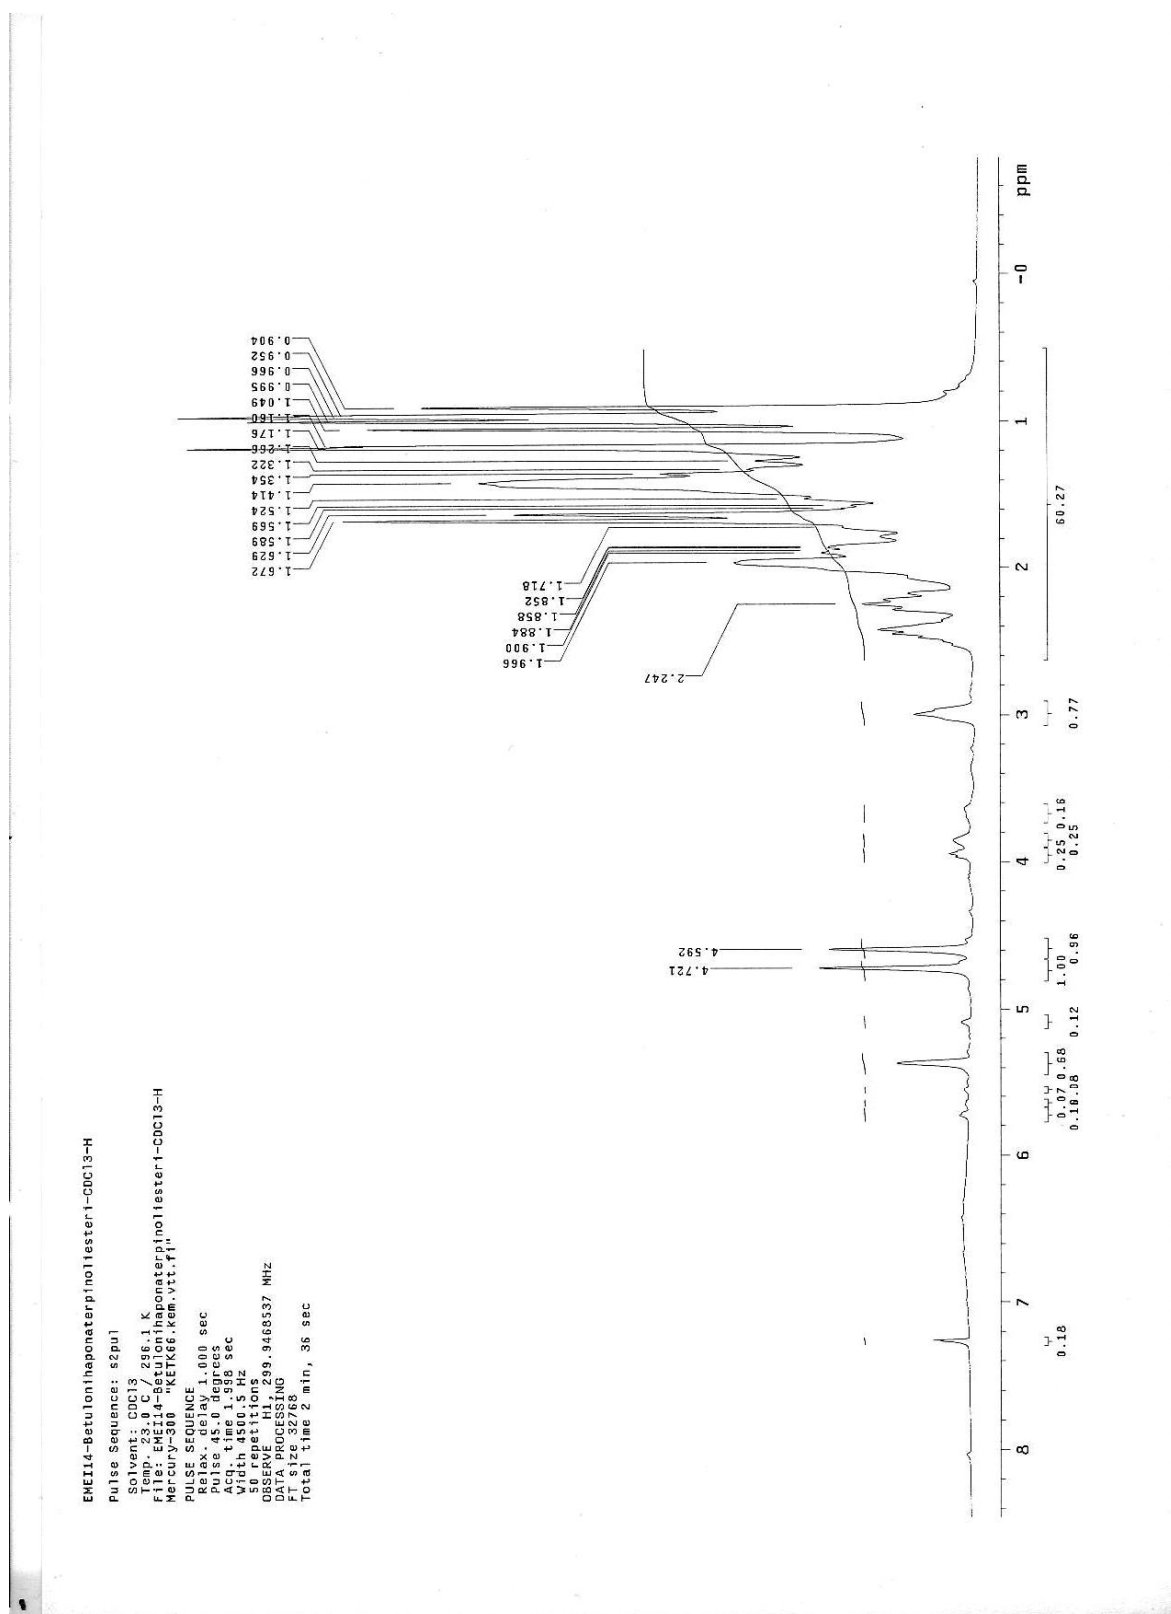 EMEI14-Betulonihaponaterpinoliesteri-CDCl3-H
Pulse Sequence: s2pul
Solvent: CDCl3
Temp. 23.0 C / 296.1 K
File: EMEI14-Betulonihaponaterpinoliesteri-CDCl3-H
Mercury-300 "KETK66.kem.vtt.fi"
PULSE SEQUENCE
Relax. delay 1.000 sec
Pulse 45.0 degrees
Acq. time 1.998 sec
Width 4500.5 Hz
50 repetitions
OBSERVE H1, 299.9468537 MHz
DATA PROCESSING
FT size 32768
Total time 2 min, 36 sec
4.721
4.592
2.247
1.966
1.900
1.884
1.858
1.852
1.718
1.672
1.629
1.589
1.569
1.524
1.414
1.354
1.322
1.266
1.176
1.160
1.049
0.995
0.966
0.952
0.904
8
7
6
5
4
3
2
1
-0
ppm
0.18
0.07
0.08
0.68
0.12
1.00
0.96
0.25
0.25
0.16
0.77
60.27